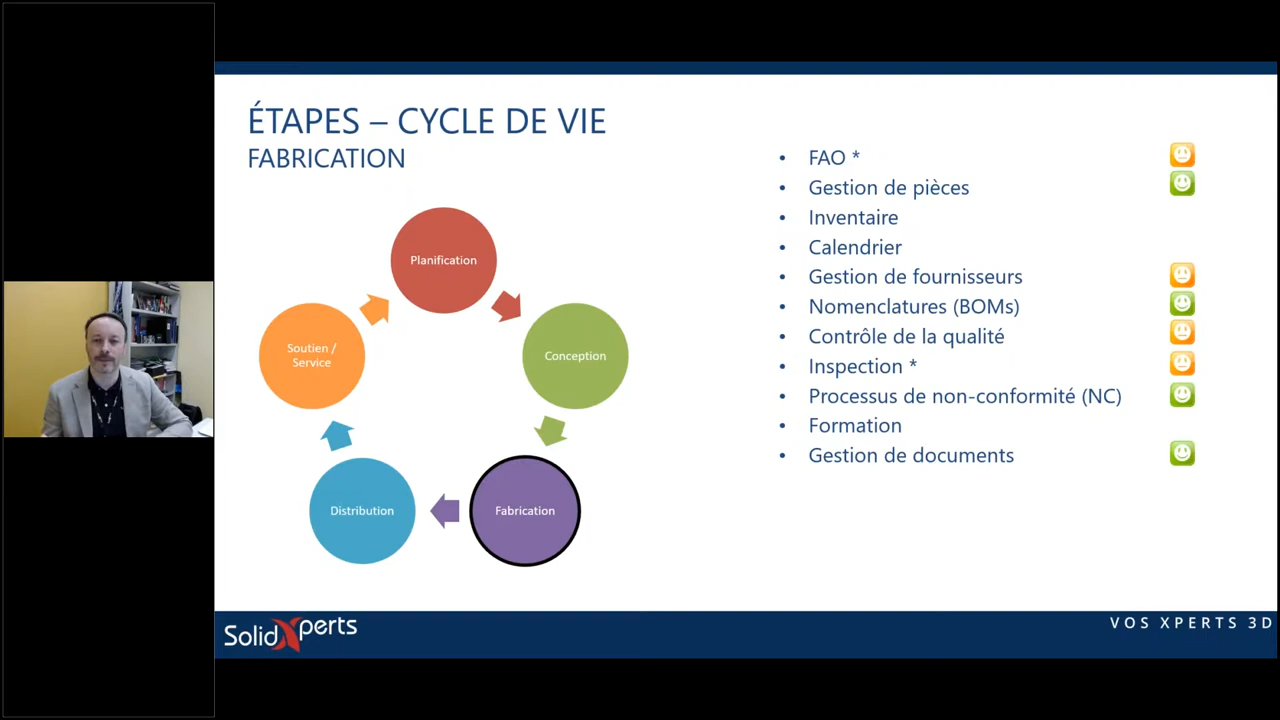 ÉTAPES – CYCLE DE VIE
FABRICATION
Planification
Conception
Fabrication
Distribution
Soutien /
Service
• FAO *
• Gestion de pièces
• Inventaire
• Calendrier
• Gestion de fournisseurs
• Nomenclatures (BOMs)
• Contrôle de la qualité
• Inspection *
• Processus de non-conformité (NC)
• Formation
• Gestion de documents
SolidXperts
VOS XPERTS 3D